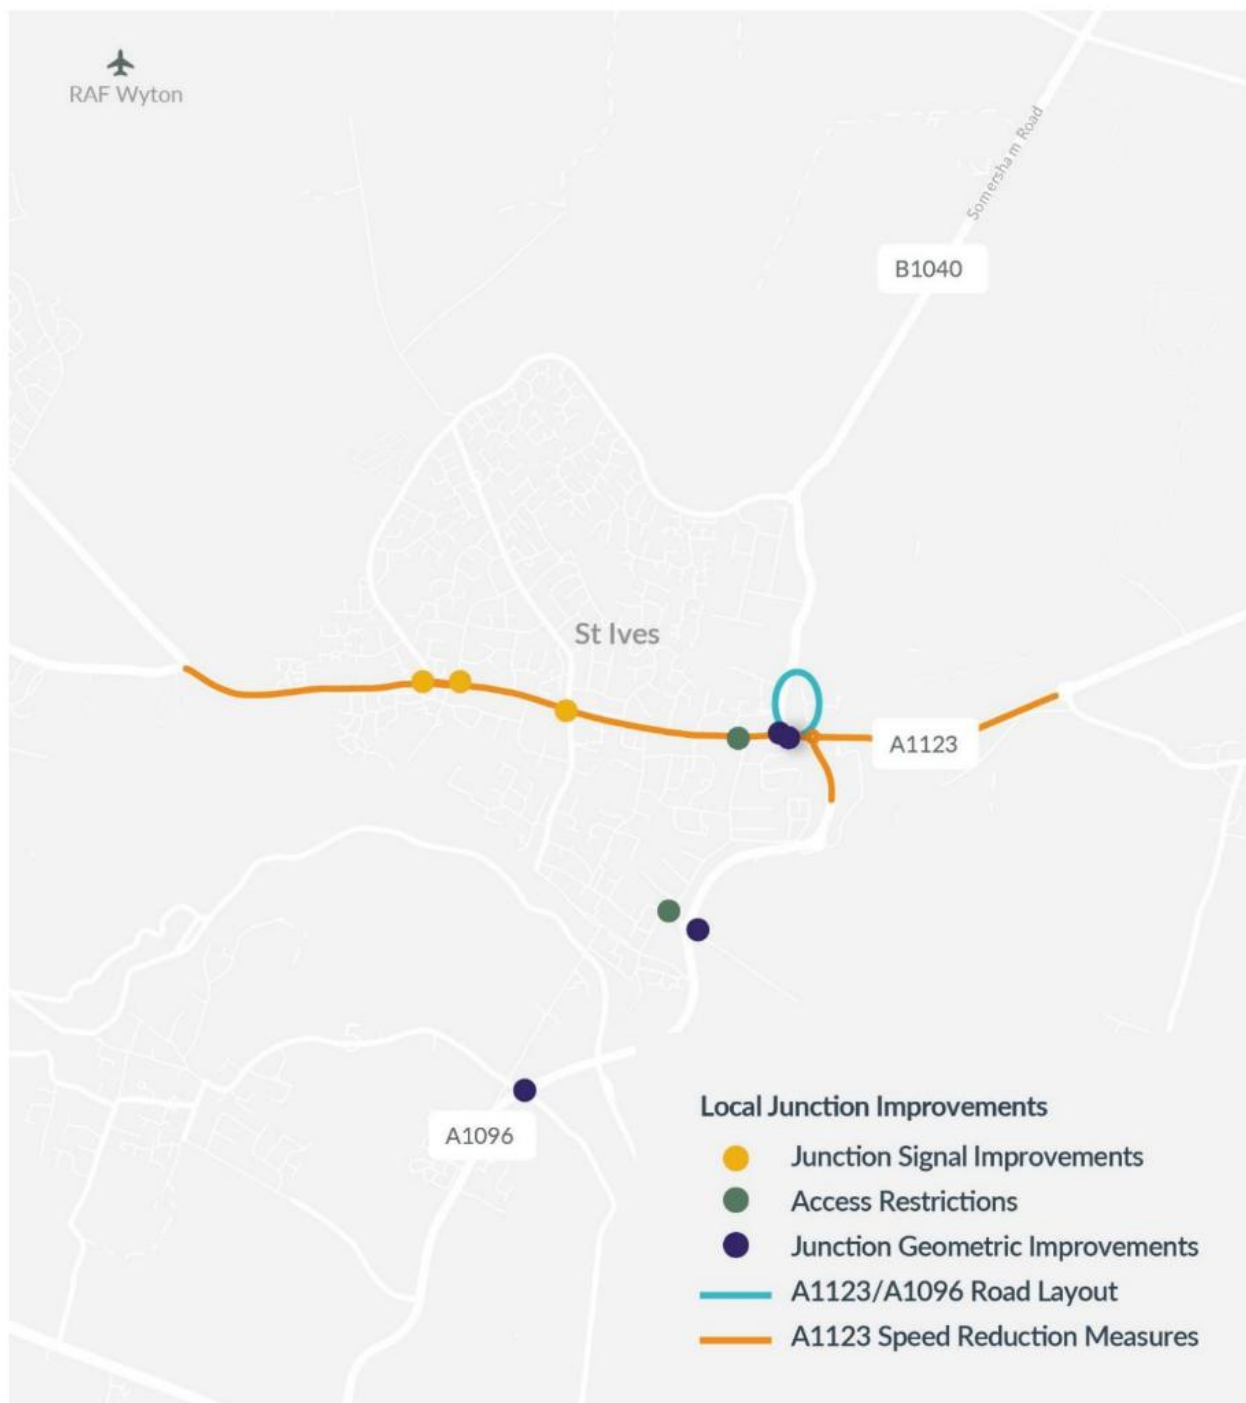 RAF Wyton
Somersham Road
B1040
St Ives
A1123
A1096
Local Junction Improvements
Junction Signal Improvements
Access Restrictions
Junction Geometric Improvements
A1123/A1096 Road Layout
A1123 Speed Reduction Measures